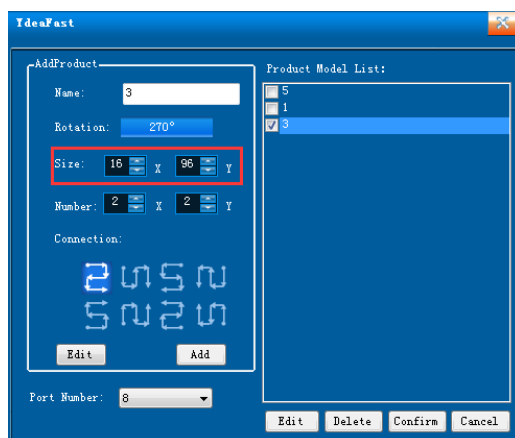 YdeaFast
AddProduct
Name: 3
Rotation: 270°
Size: 16 X 96 Y
Number: 2 X 2 Y
Connection:
Edit Add
Port Number: 8
Product Model List:
5
1
3
Edit Delete Confirm Cancel